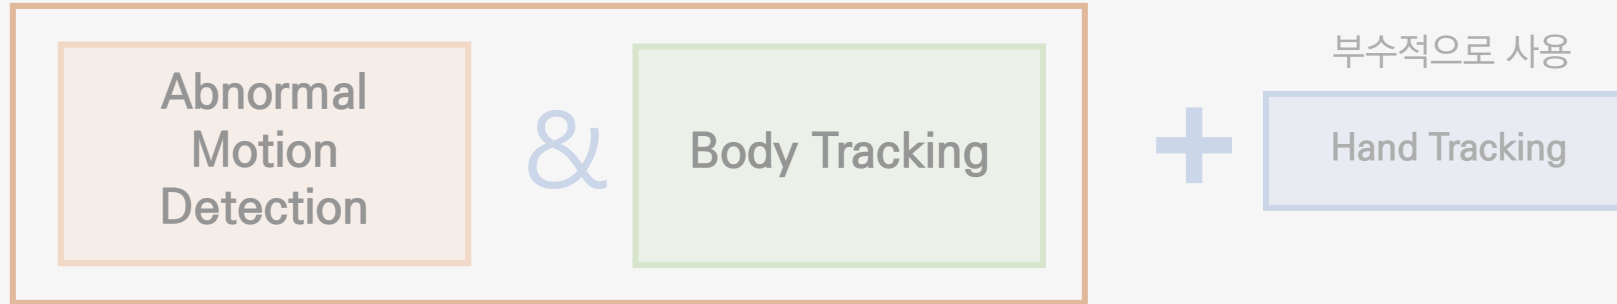 Abnormal
Motion
Detection
&
Body Tracking
+
부수적으로 사용
Hand Tracking